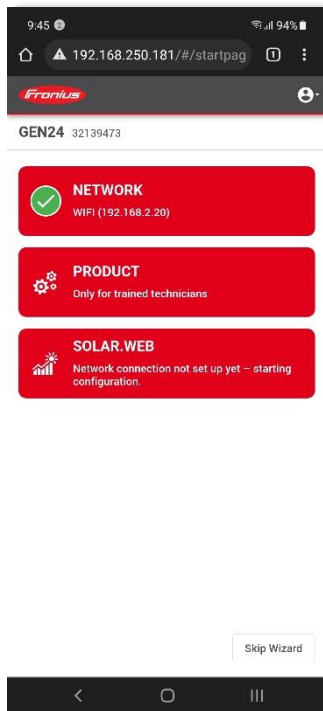 9:45 94%
192.168.250.181/#/startpag 1
Fronius
GEN24 32139473
NETWORK
WIFI (192.168.2.20)
PRODUCT
Only for trained technicians
SOLAR.WEB
Network connection not set up yet – starting
configuration.
Skip Wizard